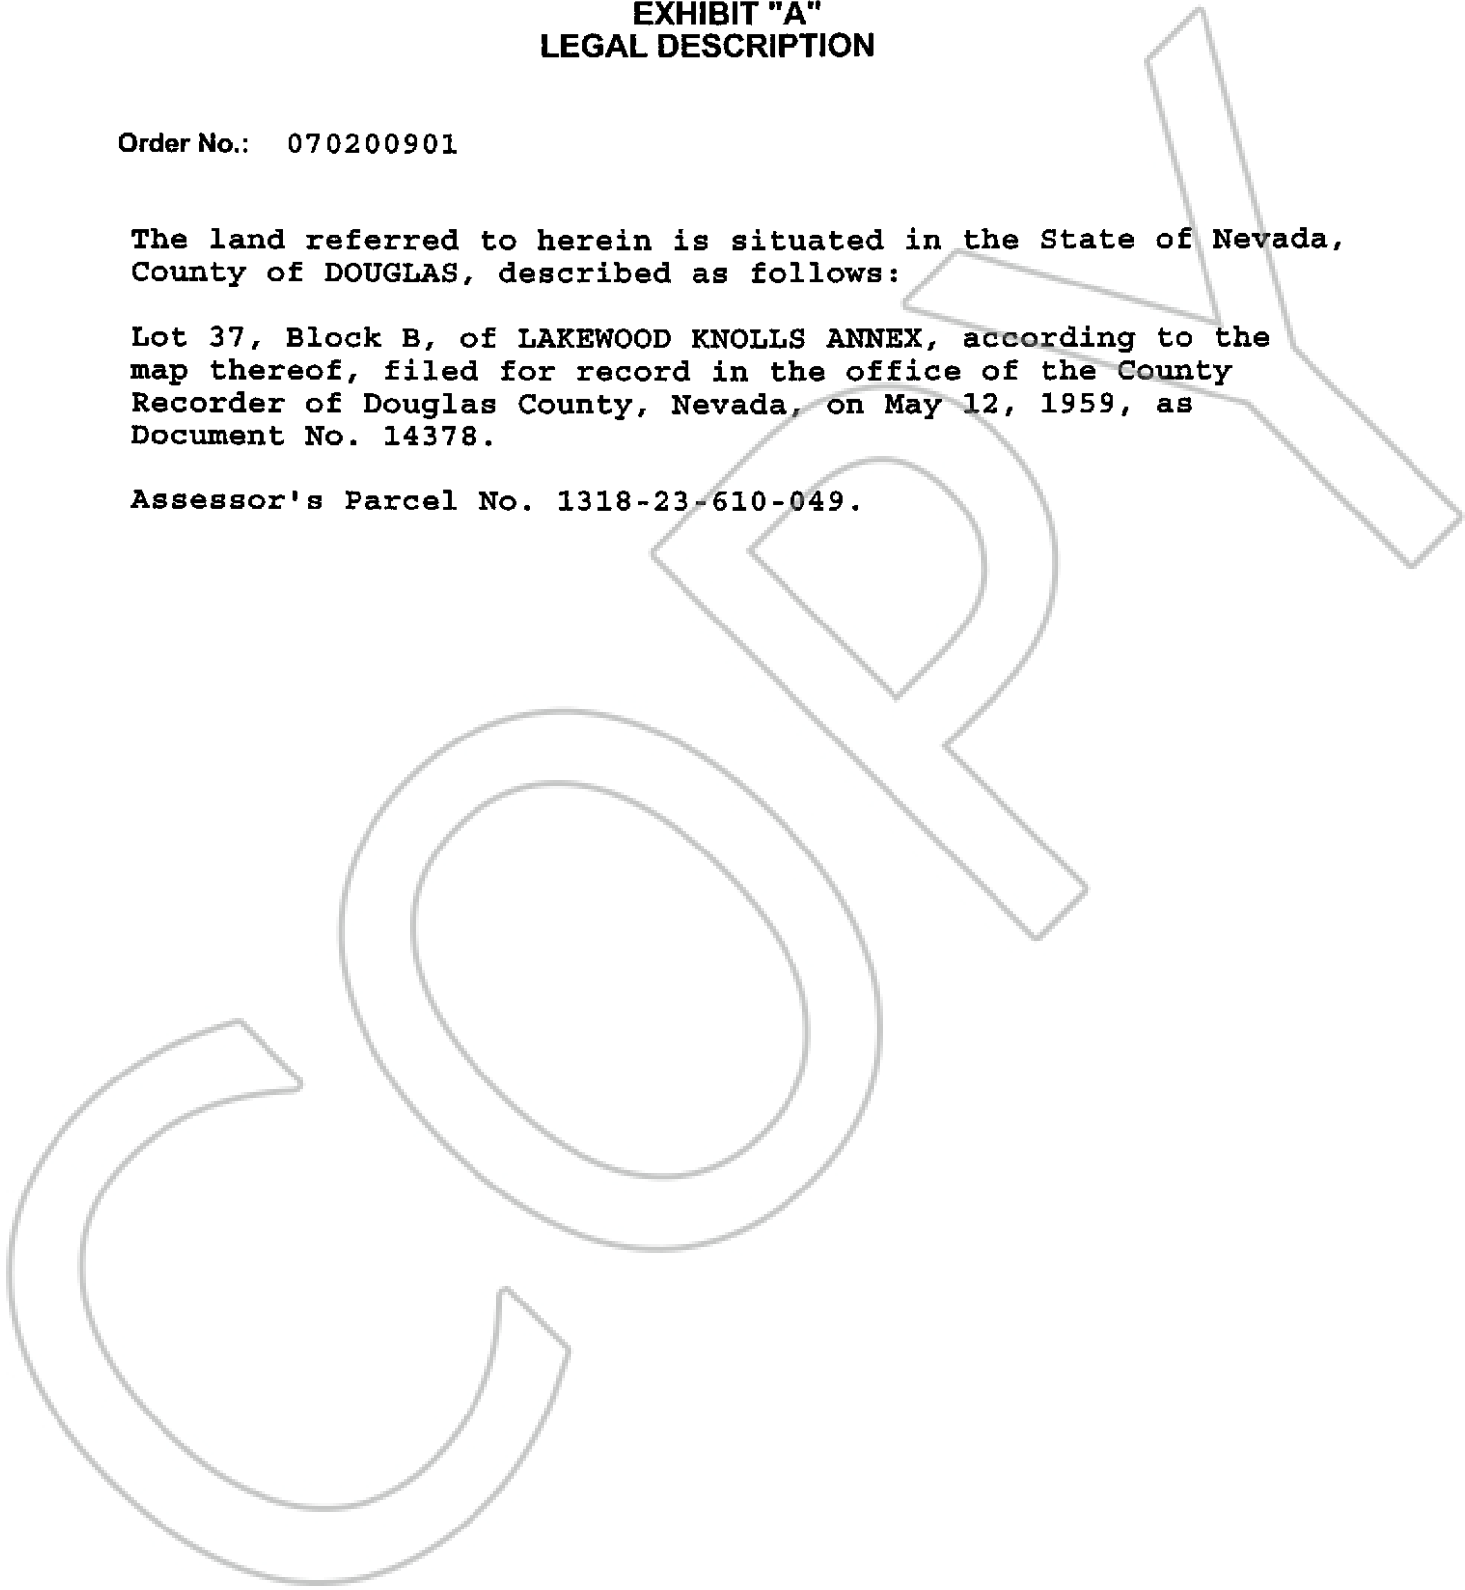 EXHIBIT "A"
LEGAL DESCRIPTION
Order No.: 070200901
The land referred to herein is situated in the State of Nevada,
County of DOUGLAS, described as follows:
Lot 37, Block B, of LAKEWOOD KNOLLS ANNEX, according to the
map thereof, filed for record in the office of the County
Recorder of Douglas County, Nevada, on May 12, 1959, as
Document No. 14378.
Assessor's Parcel No. 1318-23-610-049.
COPY